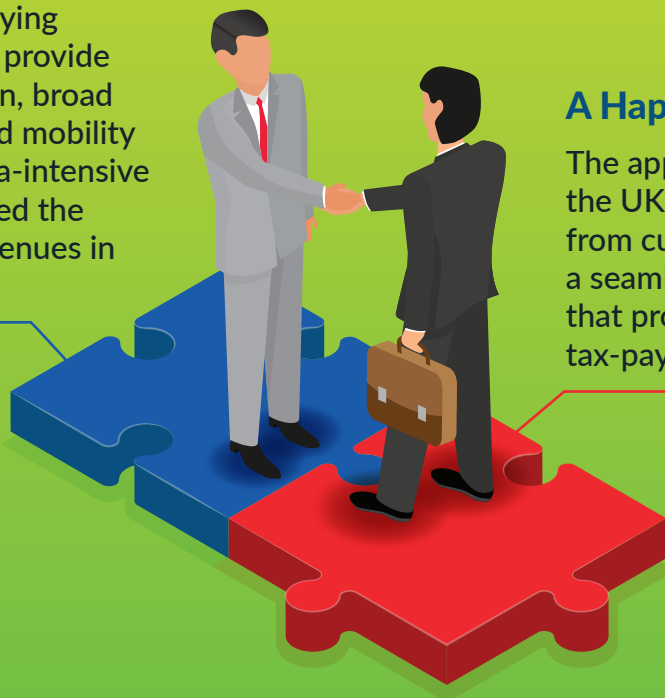 ying
provide
n, broad
d mobility
a-intensive
ed the
enues in
A Hap
The app
the UK
from cu
a seam
that pro
tax-pay